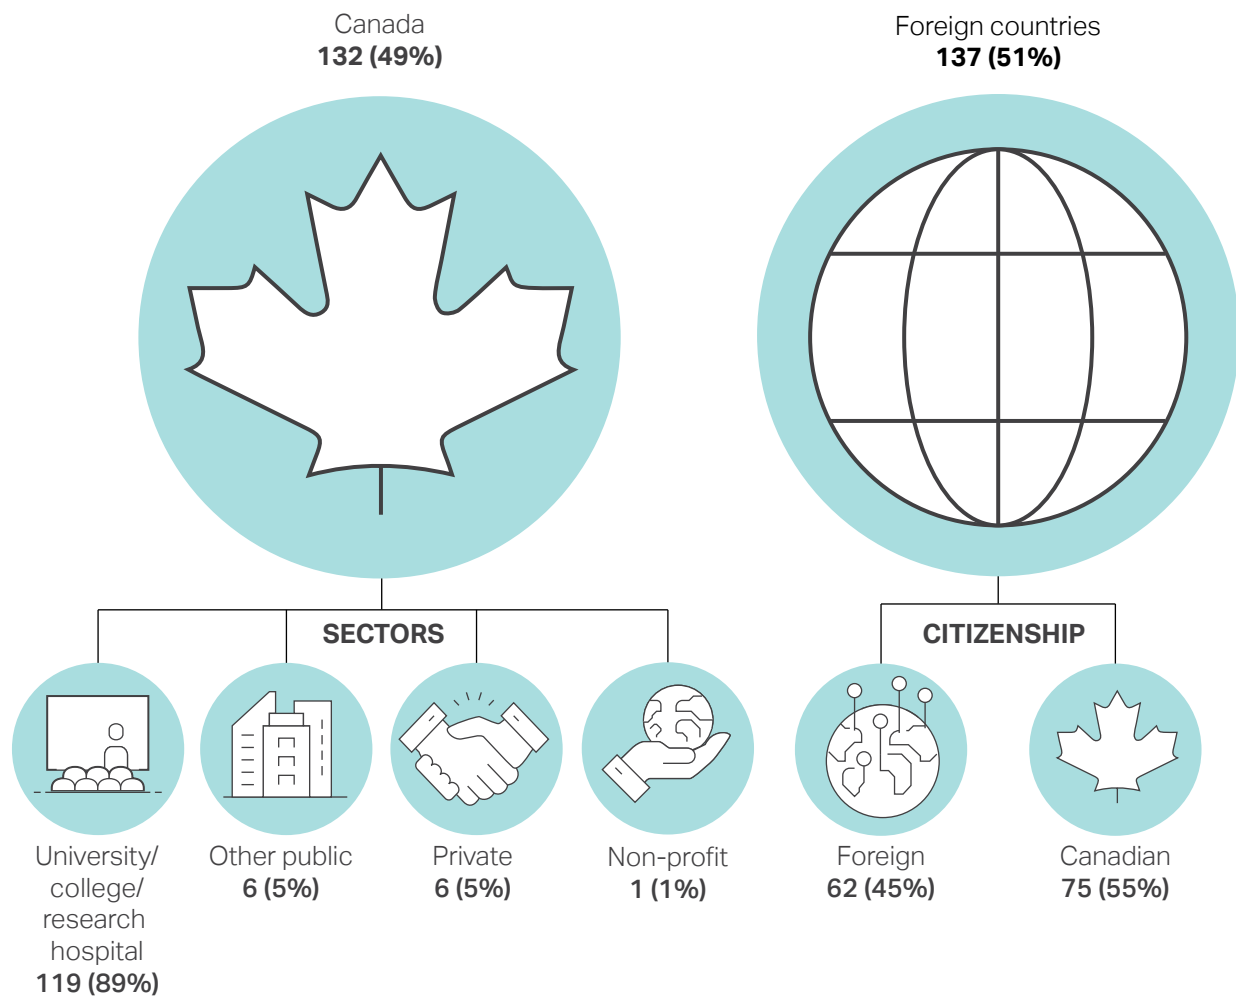 Canada
132 (49%)
Foreign countries
137 (51%)
SECTORS
CITIZENSHIP
University/
college/
research
hospital
119 (89%)
Other public
6 (5%)
Private
6 (5%)
Non-profit
1 (1%)
Foreign
62 (45%)
Canadian
75 (55%)